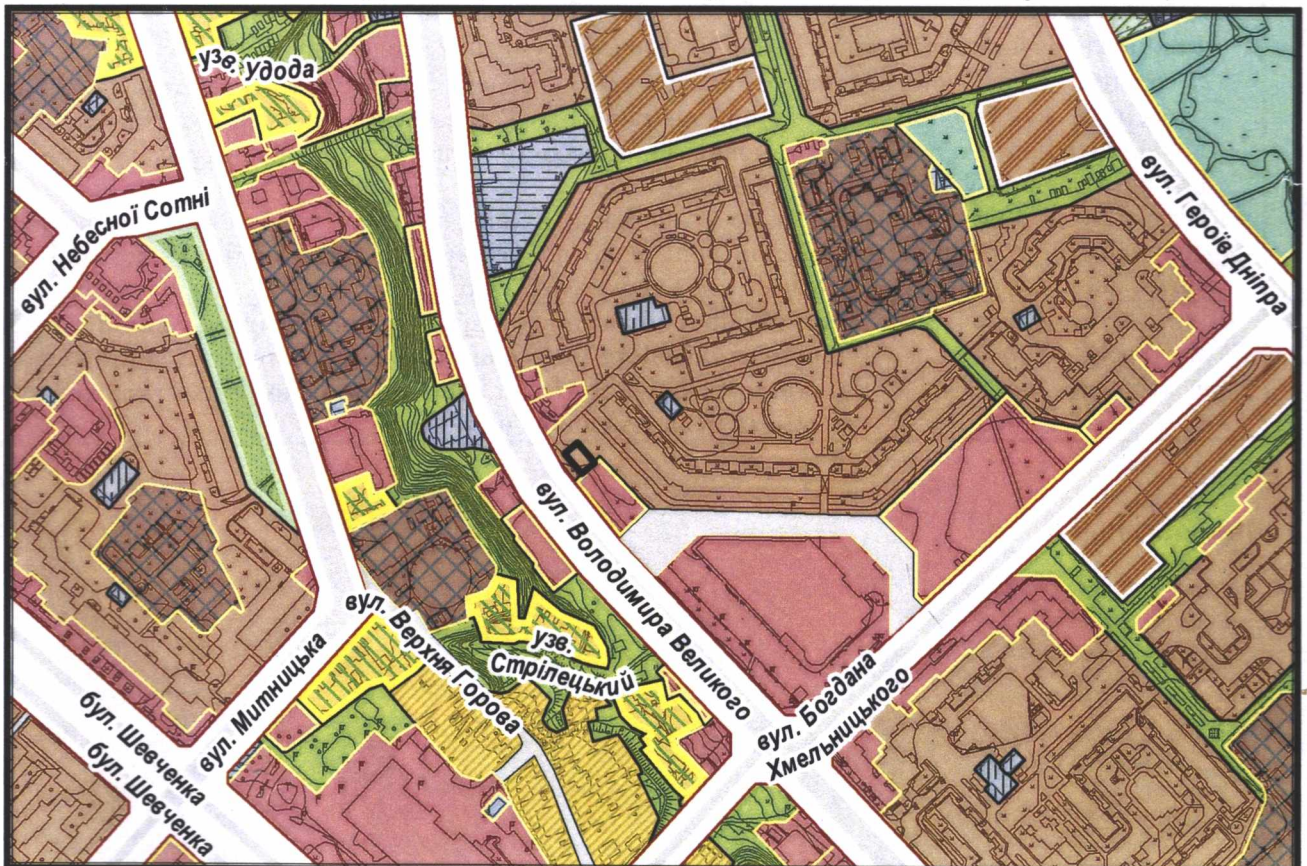 узв. Удода
вул. Небесної Сотні
вул. Героїв Дніпра
вул. Володимира Великого
вул. Верхня Горова
узв.
Стрілецький
вул. Митницька
бул. Шевченка
бул. Шевченка
вул. Богдана
Хмельницького